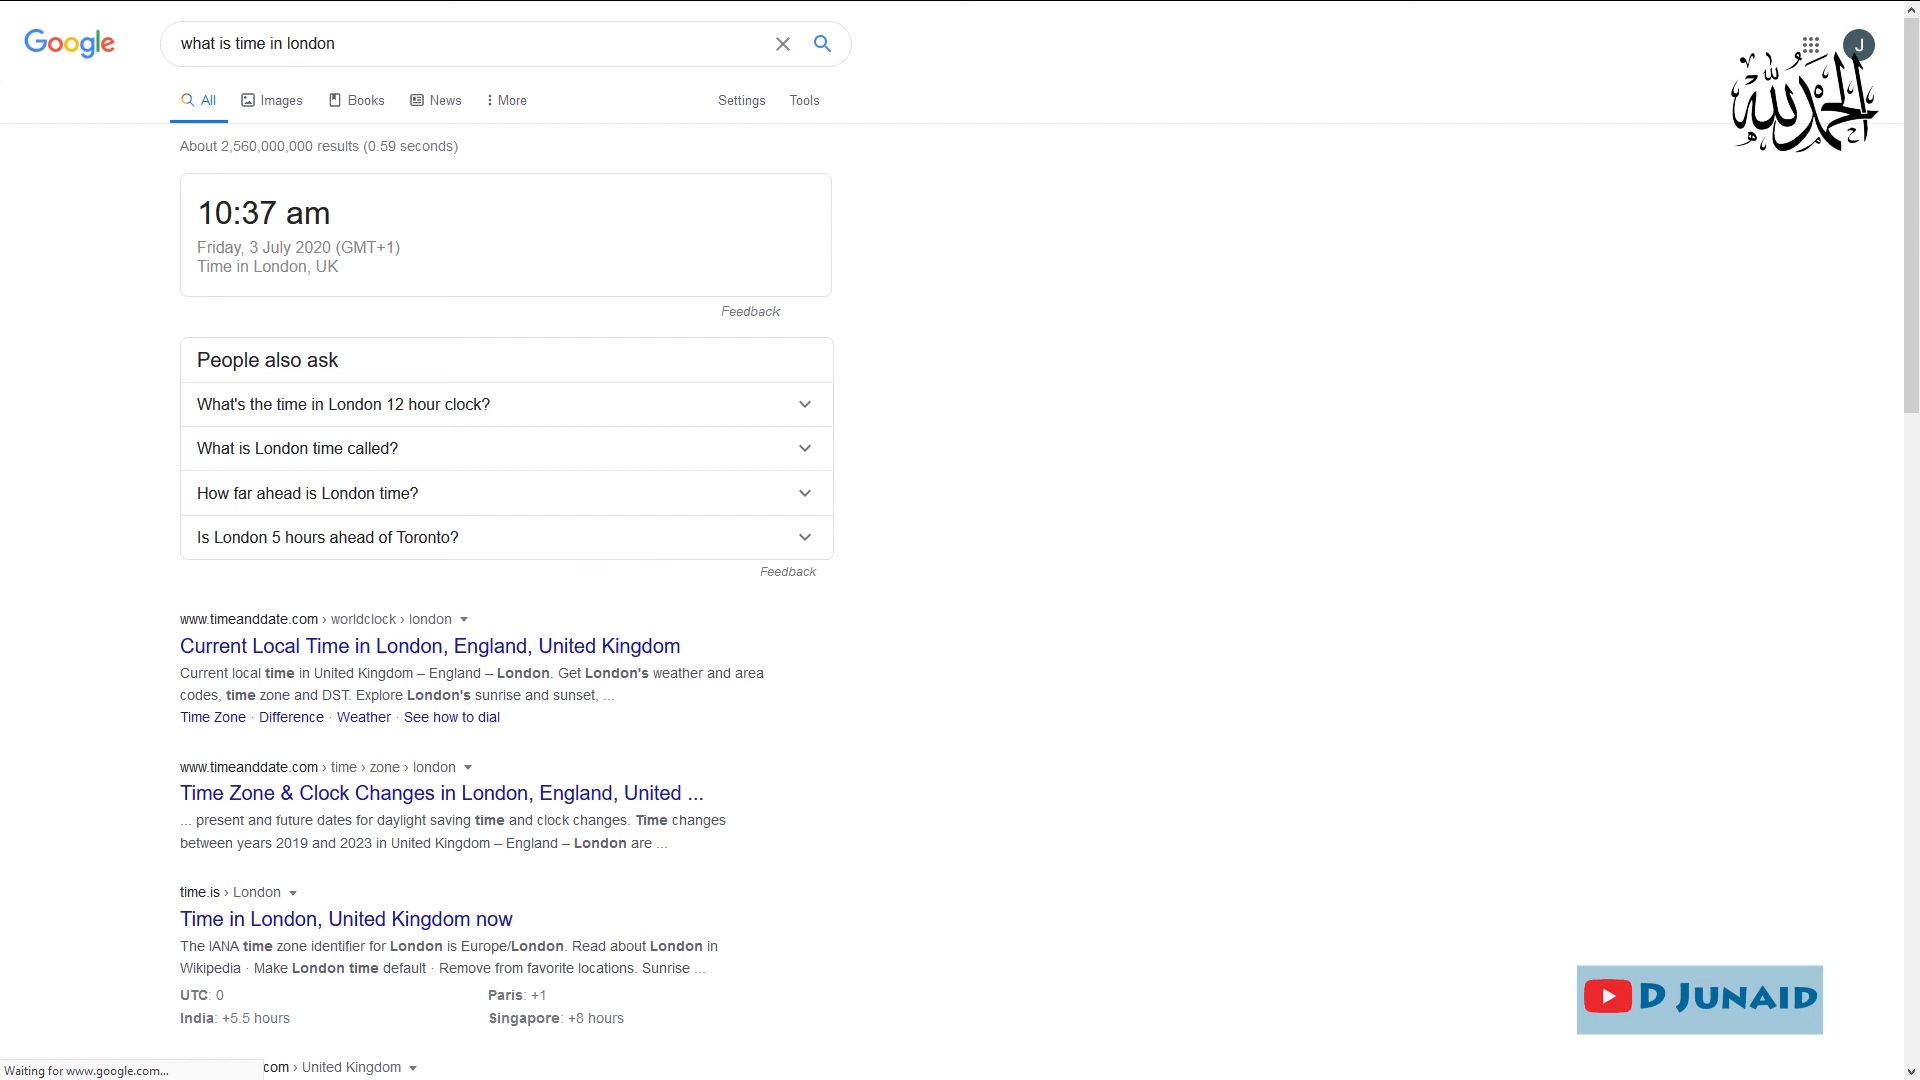 Google
what is time in london
J
All
Images
Books
News
More
Settings
Tools
الحمد لله
About 2,560,000,000 results (0.59 seconds)
10:37 am
Friday, 3 July 2020 (GMT+1)
Time in London, UK
Feedback
People also ask
What's the time in London 12 hour clock?
What is London time called?
How far ahead is London time?
Is London 5 hours ahead of Toronto?
Feedback
www.timeanddate.com › worldclock › london
Current Local Time in London, England, United Kingdom
Current local time in United Kingdom – England – London. Get London's weather and area
codes, time zone and DST. Explore London's sunrise and sunset, ...
Time Zone · Difference · Weather · See how to dial
www.timeanddate.com › time › zone › london
Time Zone & Clock Changes in London, England, United ...
... present and future dates for daylight saving time and clock changes. Time changes
between years 2019 and 2023 in United Kingdom – England – London are ...
time.is › London
Time in London, United Kingdom now
The IANA time zone identifier for London is Europe/London. Read about London in
Wikipedia · Make London time default · Remove from favorite locations. Sunrise ...
UTC: 0
Paris: +1
India: +5.5 hours
Singapore: +8 hours
D JUNAID
com › United Kingdom
Waiting for www.google.com...